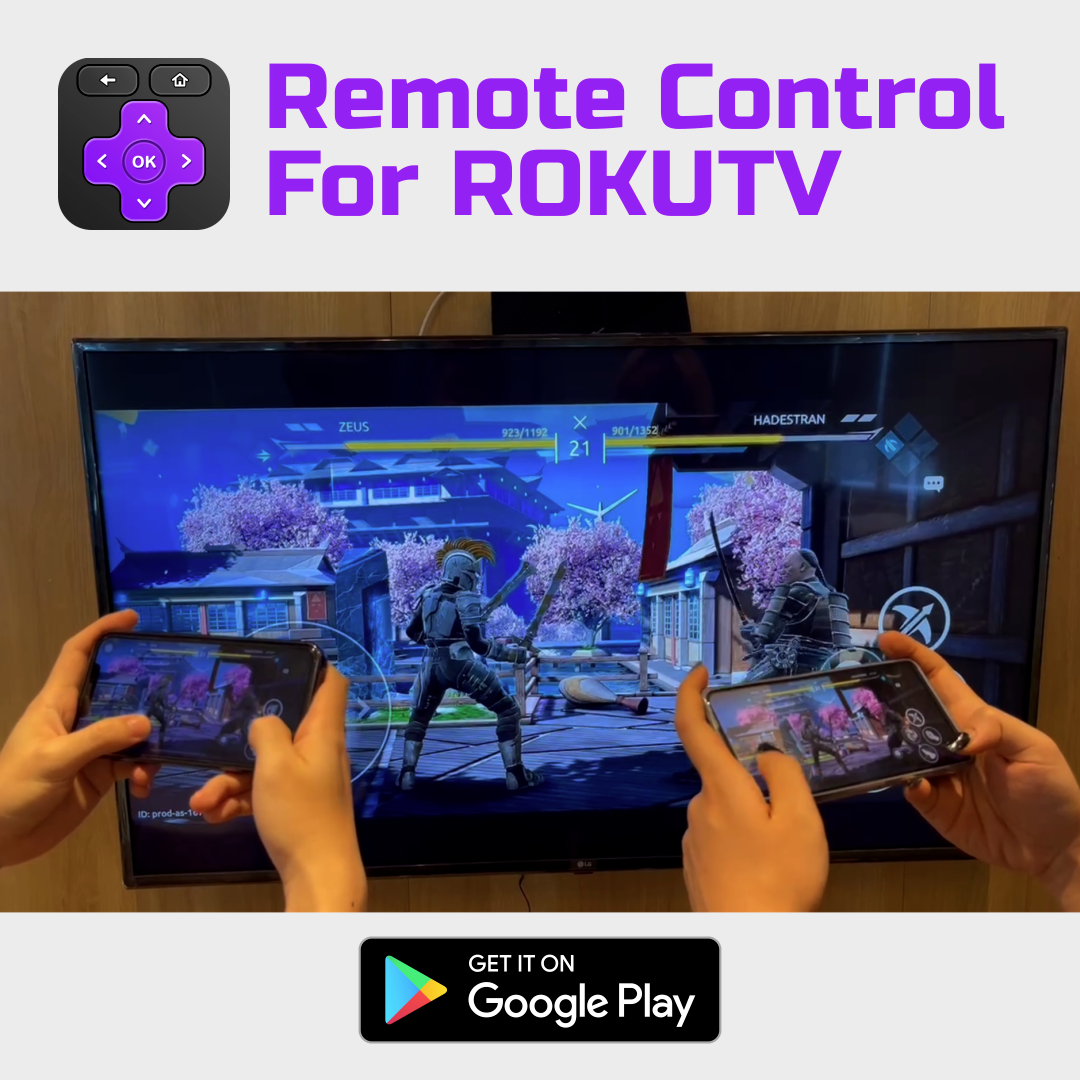 OK
Remote Control
For ROKUTV
ZEUS
923/1192
21
901/1352
HADESTRAN
ID: prod-as-16
LG
GET IT ON
Google Play